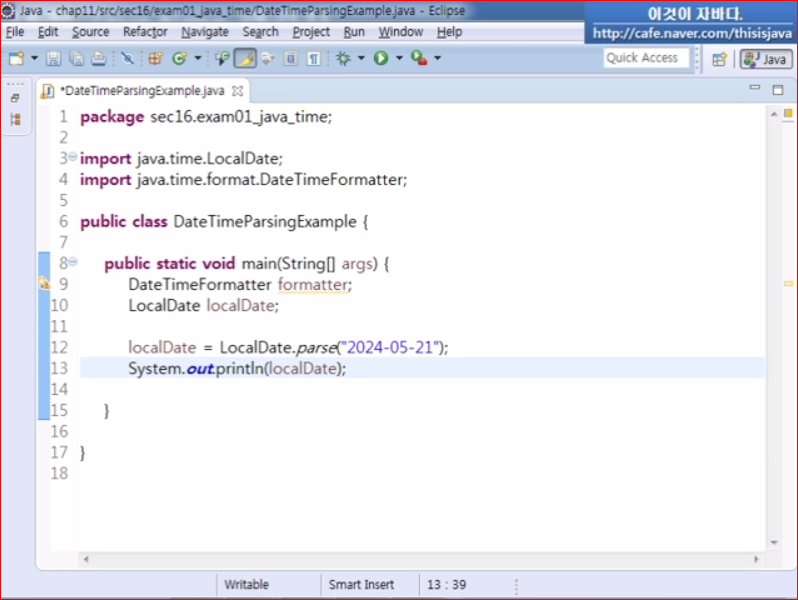 Java - chap11/src/sec16/exam01_java_time/DateTimeParsingExample.java - Eclipse
이것이 자바다.
http://cafe.naver.com/thisisjava
File Edit Source Refactor Navigate Search Project Run Window Help
Quick Access
Java
*DateTimeParsingExample.java
1 package sec16.exam01_java_time;
2
3 import java.time.LocalDate;
4 import java.time.format.DateTimeFormatter;
5
6 public class DateTimeParsingExample {
7
8 public static void main(String[] args) {
9 DateTimeFormatter formatter;
10 LocalDate localDate;
11
12 localDate = LocalDate.parse("2024-05-21");
13 System.out.println(localDate);
14
15 }
16
17 }
18
Writable Smart Insert 13 : 39